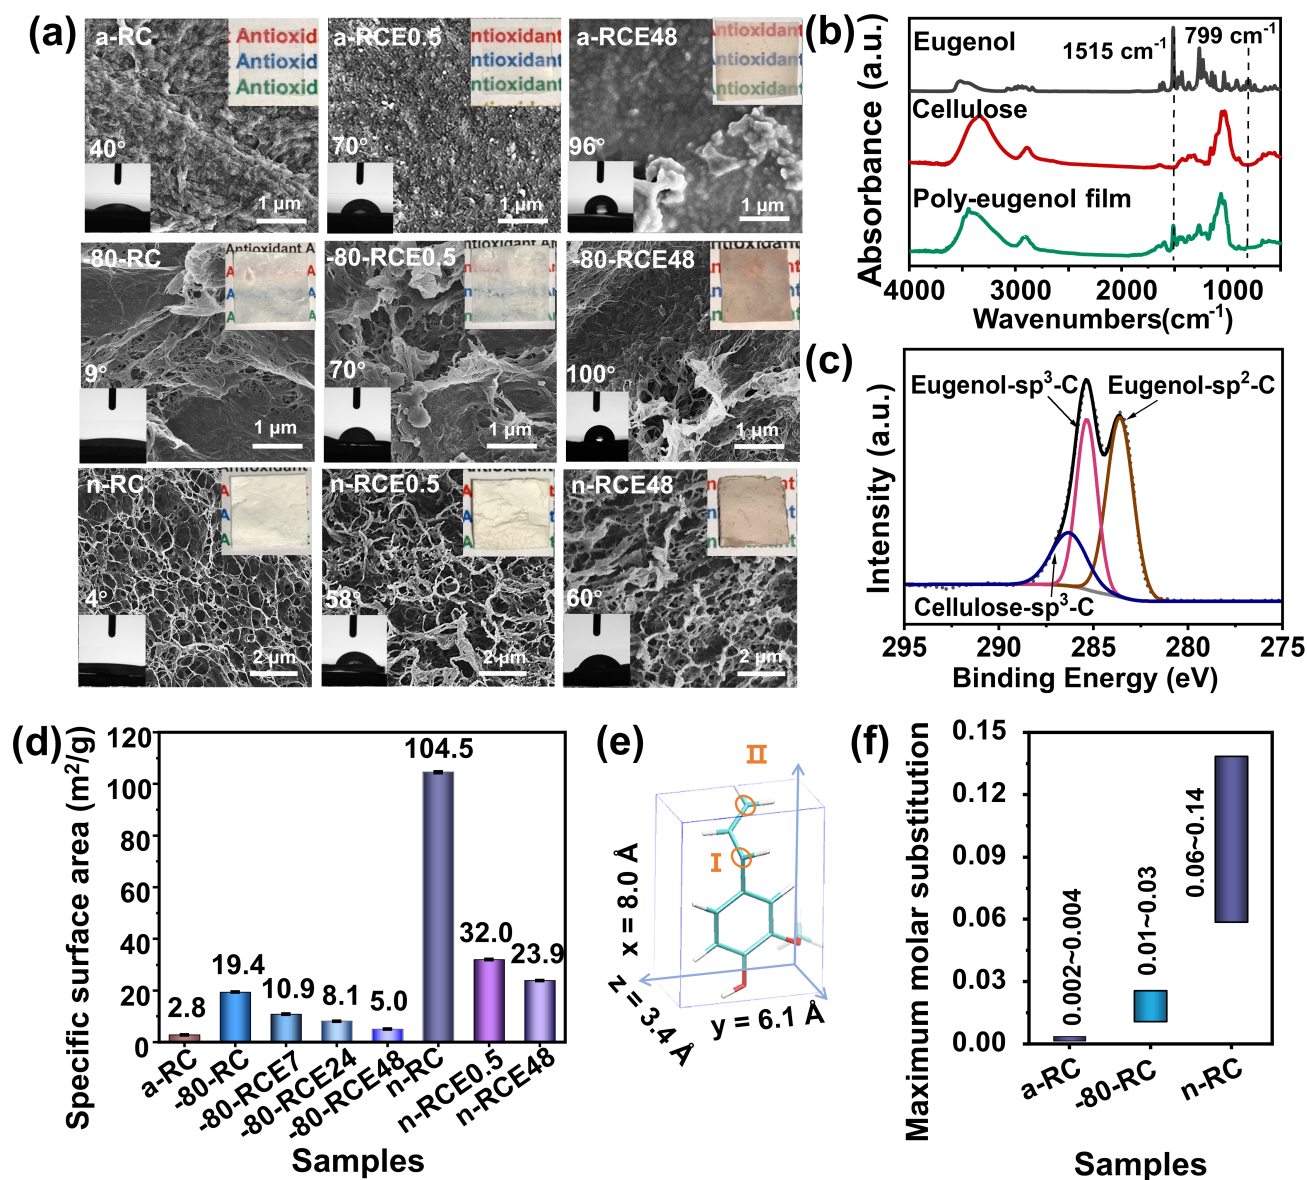 (a)
a-RC
Antioxid
Antioxid
Antioxid
40°
1 μm
a-RCE0.5
ntioxidant
ntioxidant
ntioxidant
70°
1 μm
a-RCE48
ntioxidant
ntioxidant
ntioxidant
96°
1 μm
-80-RC
Antioxidant A
A
A
A
9°
1 μm
-80-RCE0.5
ntioxidant A
70°
1 μm
-80-RCE48
Antioxidant
100°
1 μm
n-RC
Antioxidant
4°
2 μm
n-RCE0.5
Antioxidant
58°
2 μm
n-RCE48
60°
2 μm
(b)
Absorbance (a.u.)
Eugenol
1515 cm-1
799 cm-1
Cellulose
Poly-eugenol film
4000 3000 2000 1000
Wavenumbers(cm-1)
(c)
Intensity (a.u.)
Eugenol-sp3-C
Eugenol-sp2-C
Cellulose-sp3-C
295 290 285 280 275
Binding Energy (eV)
(d)
Specific surface area (m2/g)
120
100
80
60
40
20
0
2.8
19.4
10.9
8.1
5.0
104.5
32.0
23.9
a-RC
-80-RC
-80-RCE7
-80-RCE24
-80-RCE48
n-RC
n-RCE0.5
n-RCE48
Samples
(e)
II
I
x = 8.0 Å
z = 3.4 Å
y = 6.1 Å
(f)
Maximum molar substitution
0.15
0.12
0.09
0.06
0.03
0.00
0.002~0.004
0.01~0.03
0.06~0.14
a-RC
-80-RC
n-RC
Samples